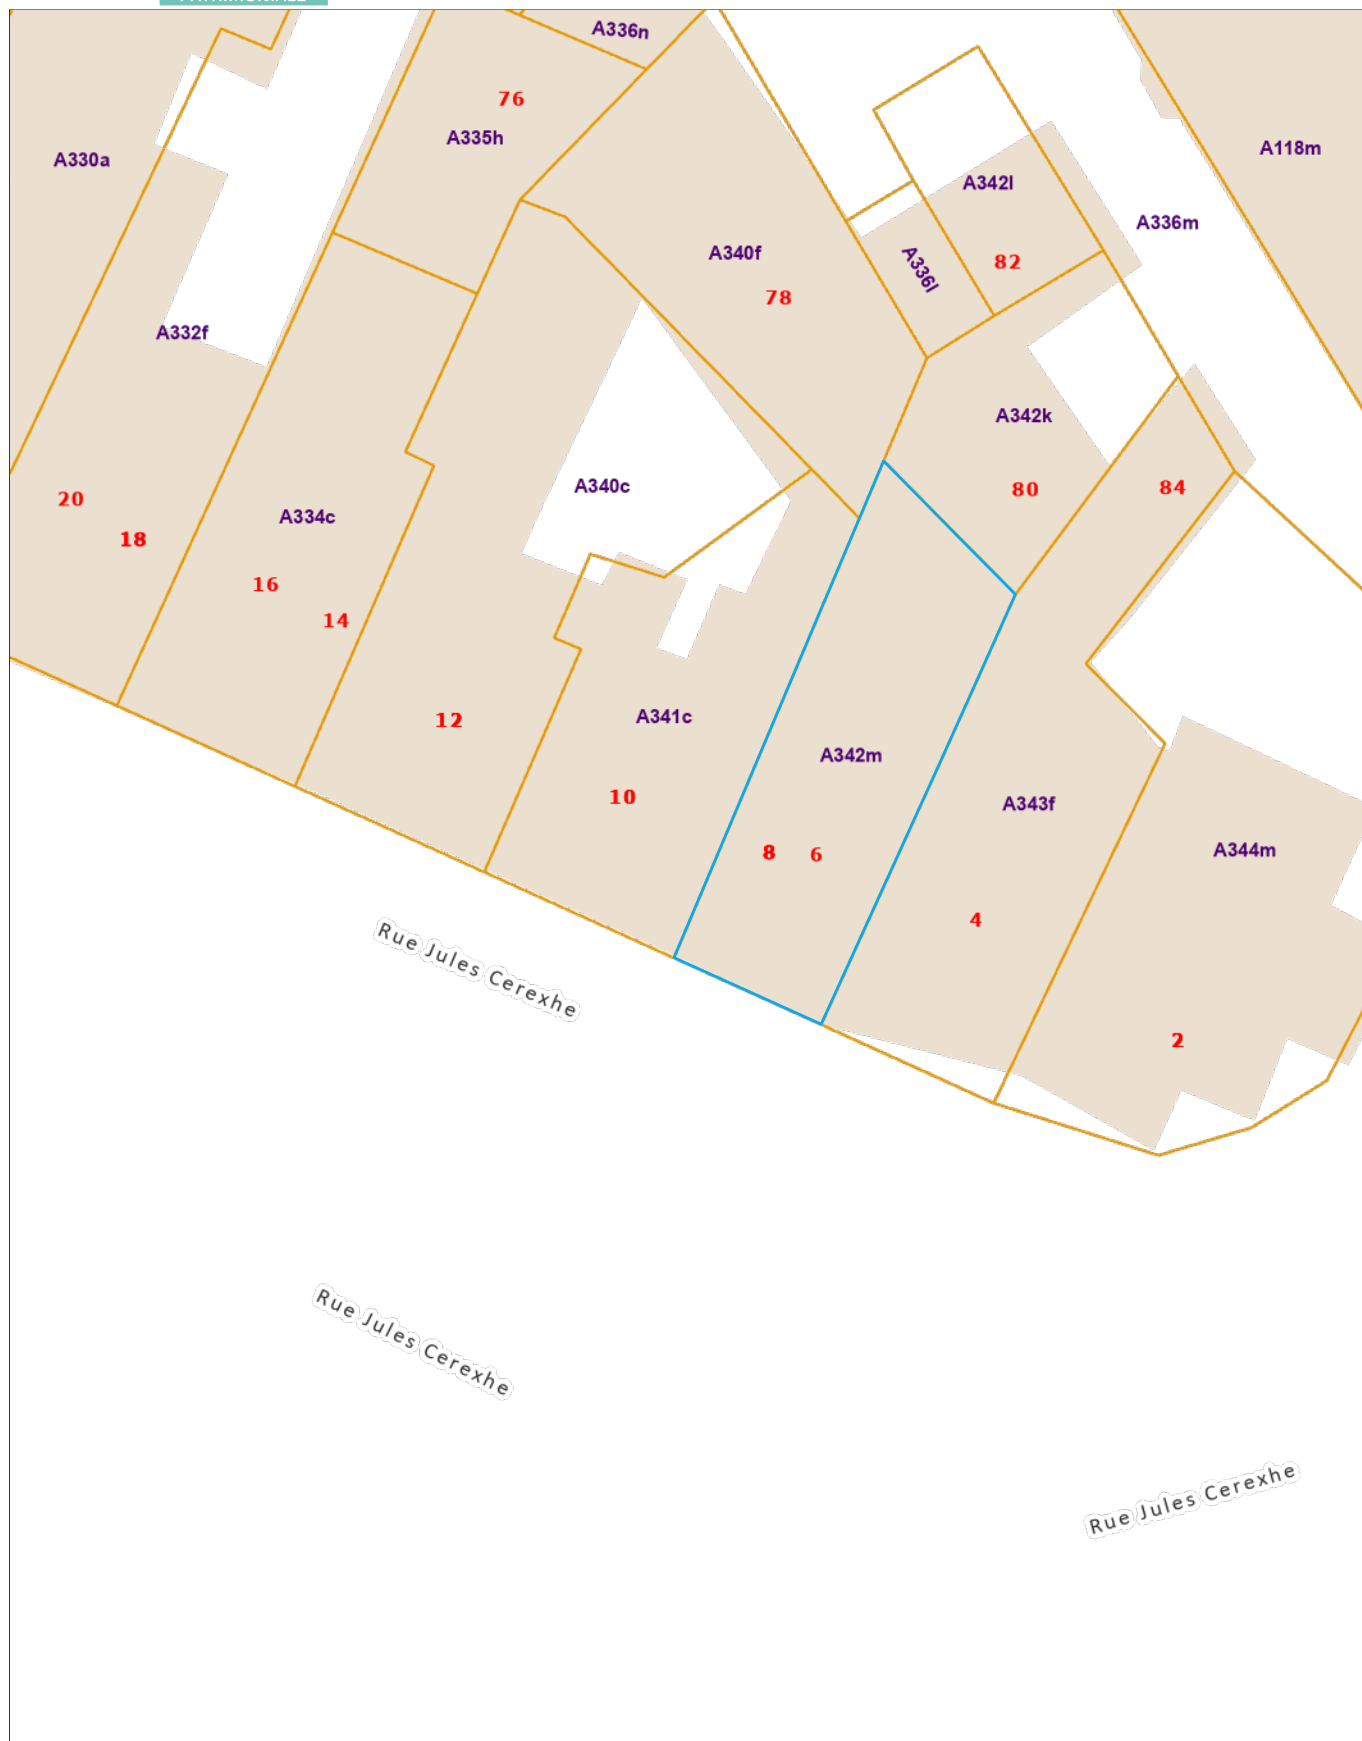 A336n
76
A335h
A118m
A330a
A342l
A336m
A340f
A336l
82
78
A332f
A342k
A340c
80
84
20
A334c
18
16
14
12
A341c
A342m
10
A343f
8
6
A344m
4
Rue Jules Cerexhe
2
Rue Jules Cerexhe
Rue Jules Cerexhe